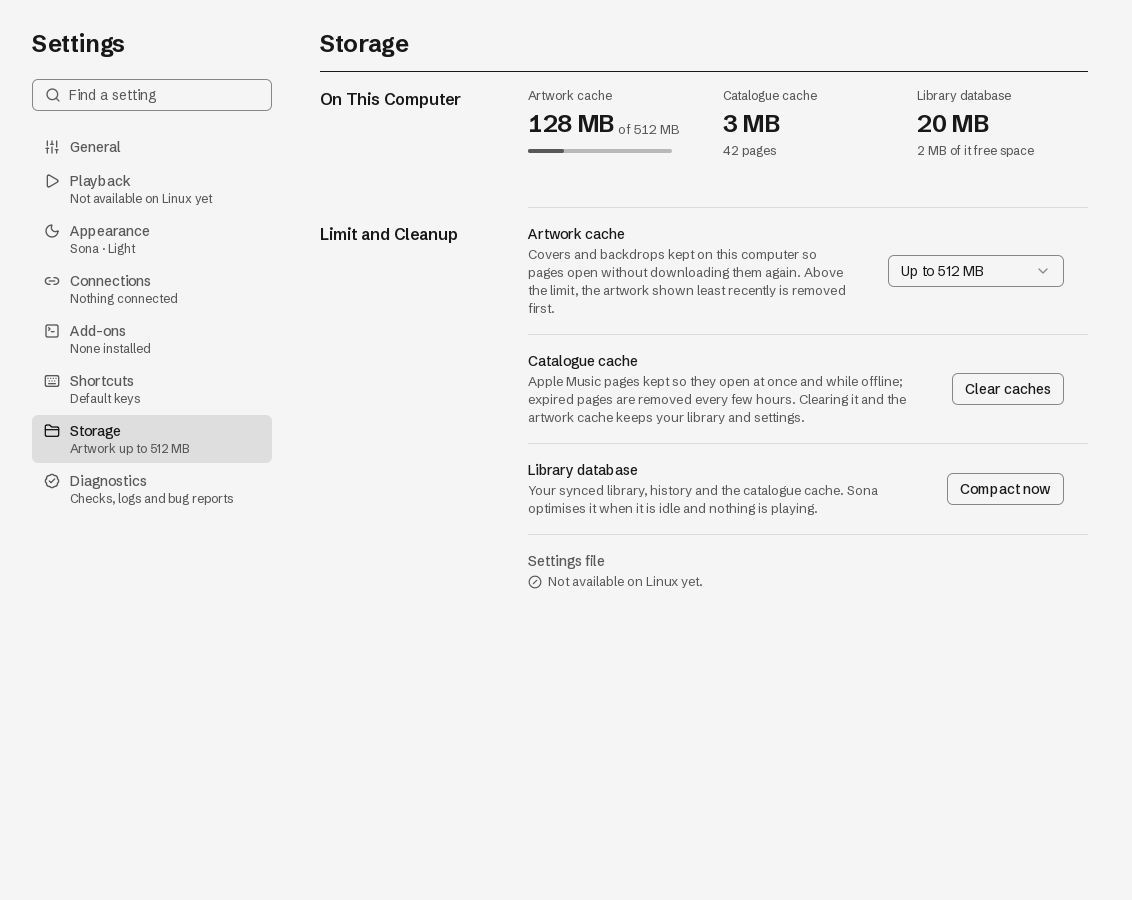 Settings
Find a setting
General
Playback
Not available on Linux yet
Appearance
Sona · Light
Connections
Nothing connected
Add-ons
None installed
Shortcuts
Default keys
Storage
Artwork up to 512 MB
Diagnostics
Checks, logs and bug reports
Storage
On This Computer
Artwork cache
128 MB of 512 MB
Catalogue cache
3 MB
42 pages
Library database
20 MB
2 MB of it free space
Limit and Cleanup
Artwork cache
Covers and backdrops kept on this computer so
pages open without downloading them again. Above
the limit, the artwork shown least recently is removed
first.
Up to 512 MB
Catalogue cache
Apple Music pages kept so they open at once and while offline;
expired pages are removed every few hours. Clearing it and the
artwork cache keeps your library and settings.
Clear caches
Library database
Your synced library, history and the catalogue cache. Sona
optimises it when it is idle and nothing is playing.
Compact now
Settings file
Not available on Linux yet.